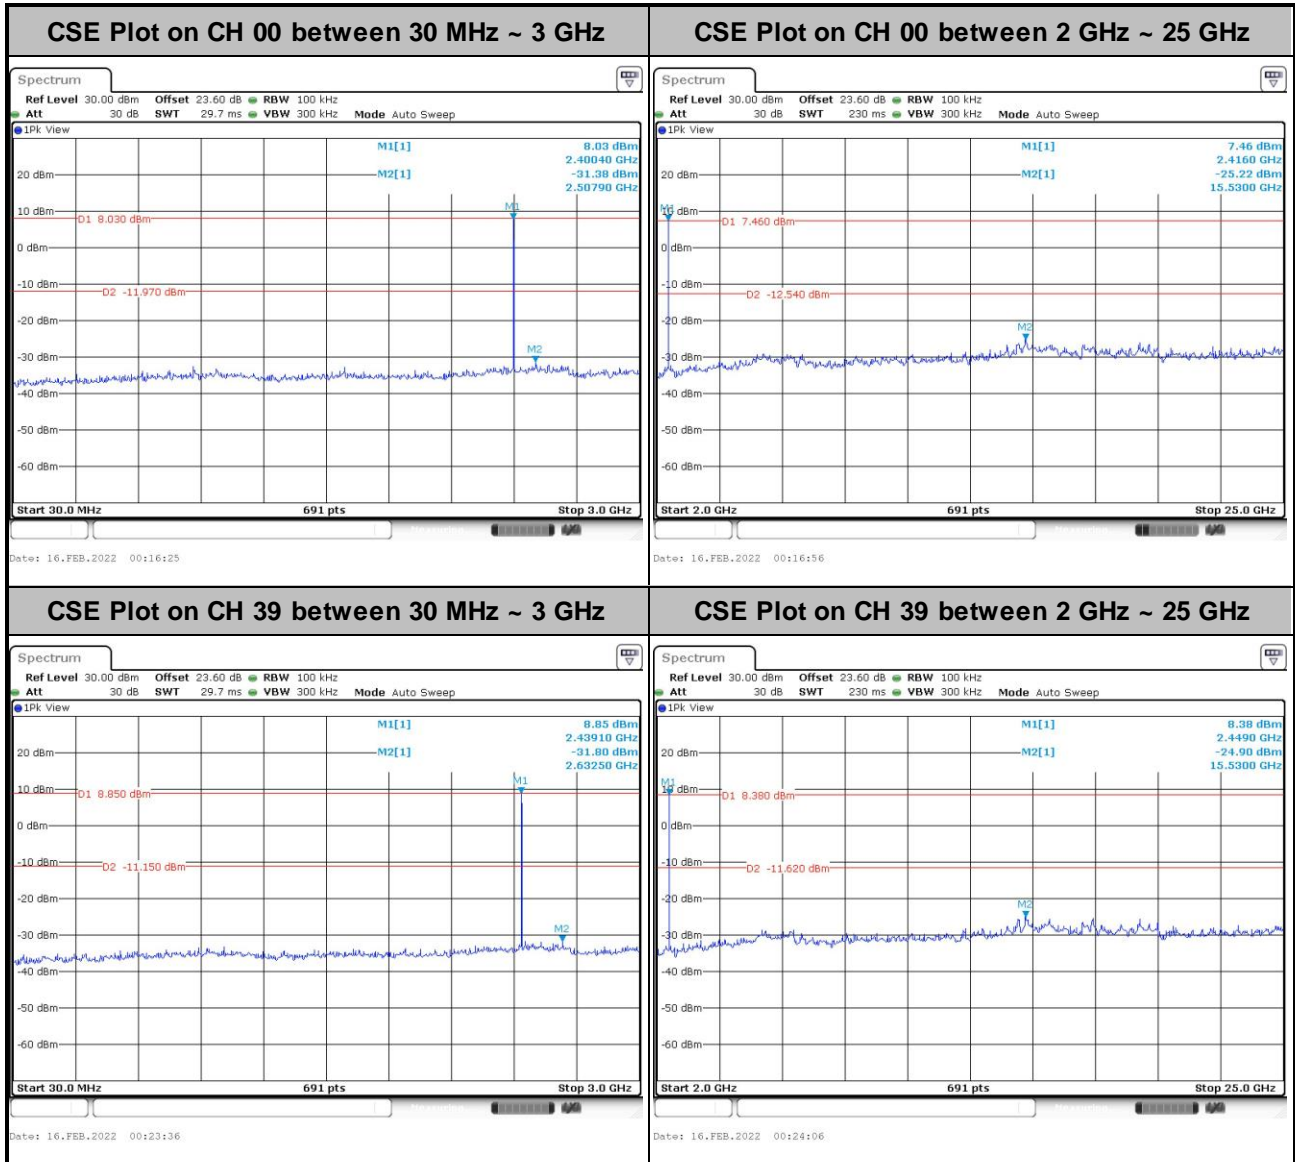 CSE Plot on CH 00 between 30 MHz ~ 3 GHz
CSE Plot on CH 00 between 2 GHz ~ 25 GHz
Spectrum
Ref Level 30.00 dBm Offset 23.60 dB RBW 100 kHz
Att 30 dB SWT 29.7 ms VBW 300 kHz Mode Auto Sweep
1Pk View
M1[1] 8.03 dBm
2.40040 GHz
20 dBm M2[1] -31.38 dBm
2.50790 GHz
M1
10 dBm
D1 8.030 dBm
0 dBm
-10 dBm
D2 -11.970 dBm
-20 dBm
M2
-30 dBm
-40 dBm
-50 dBm
-60 dBm
Start 30.0 MHz 691 pts Stop 3.0 GHz
Date: 16.FEB.2022 00:16:25
Spectrum
Ref Level 30.00 dBm Offset 23.60 dB RBW 100 kHz
Att 30 dB SWT 230 ms VBW 300 kHz Mode Auto Sweep
1Pk View
M1[1] 7.46 dBm
2.4160 GHz
20 dBm M2[1] -25.22 dBm
15.5300 GHz
M1
10 dBm
D1 7.460 dBm
0 dBm
-10 dBm
D2 -12.540 dBm
-20 dBm
M2
-30 dBm
-40 dBm
-50 dBm
-60 dBm
Start 2.0 GHz 691 pts Stop 25.0 GHz
Date: 16.FEB.2022 00:16:56
CSE Plot on CH 39 between 30 MHz ~ 3 GHz
CSE Plot on CH 39 between 2 GHz ~ 25 GHz
Spectrum
Ref Level 30.00 dBm Offset 23.60 dB RBW 100 kHz
Att 30 dB SWT 29.7 ms VBW 300 kHz Mode Auto Sweep
1Pk View
M1[1] 8.85 dBm
2.43910 GHz
20 dBm M2[1] -31.80 dBm
2.63250 GHz
M1
10 dBm
D1 8.850 dBm
0 dBm
-10 dBm
D2 -11.150 dBm
-20 dBm
M2
-30 dBm
-40 dBm
-50 dBm
-60 dBm
Start 30.0 MHz 691 pts Stop 3.0 GHz
Date: 16.FEB.2022 00:23:36
Spectrum
Ref Level 30.00 dBm Offset 23.60 dB RBW 100 kHz
Att 30 dB SWT 230 ms VBW 300 kHz Mode Auto Sweep
1Pk View
M1[1] 8.38 dBm
2.4490 GHz
20 dBm M2[1] -24.90 dBm
15.5300 GHz
M1
10 dBm
D1 8.380 dBm
0 dBm
-10 dBm
D2 -11.620 dBm
-20 dBm
M2
-30 dBm
-40 dBm
-50 dBm
-60 dBm
Start 2.0 GHz 691 pts Stop 25.0 GHz
Date: 16.FEB.2022 00:24:06